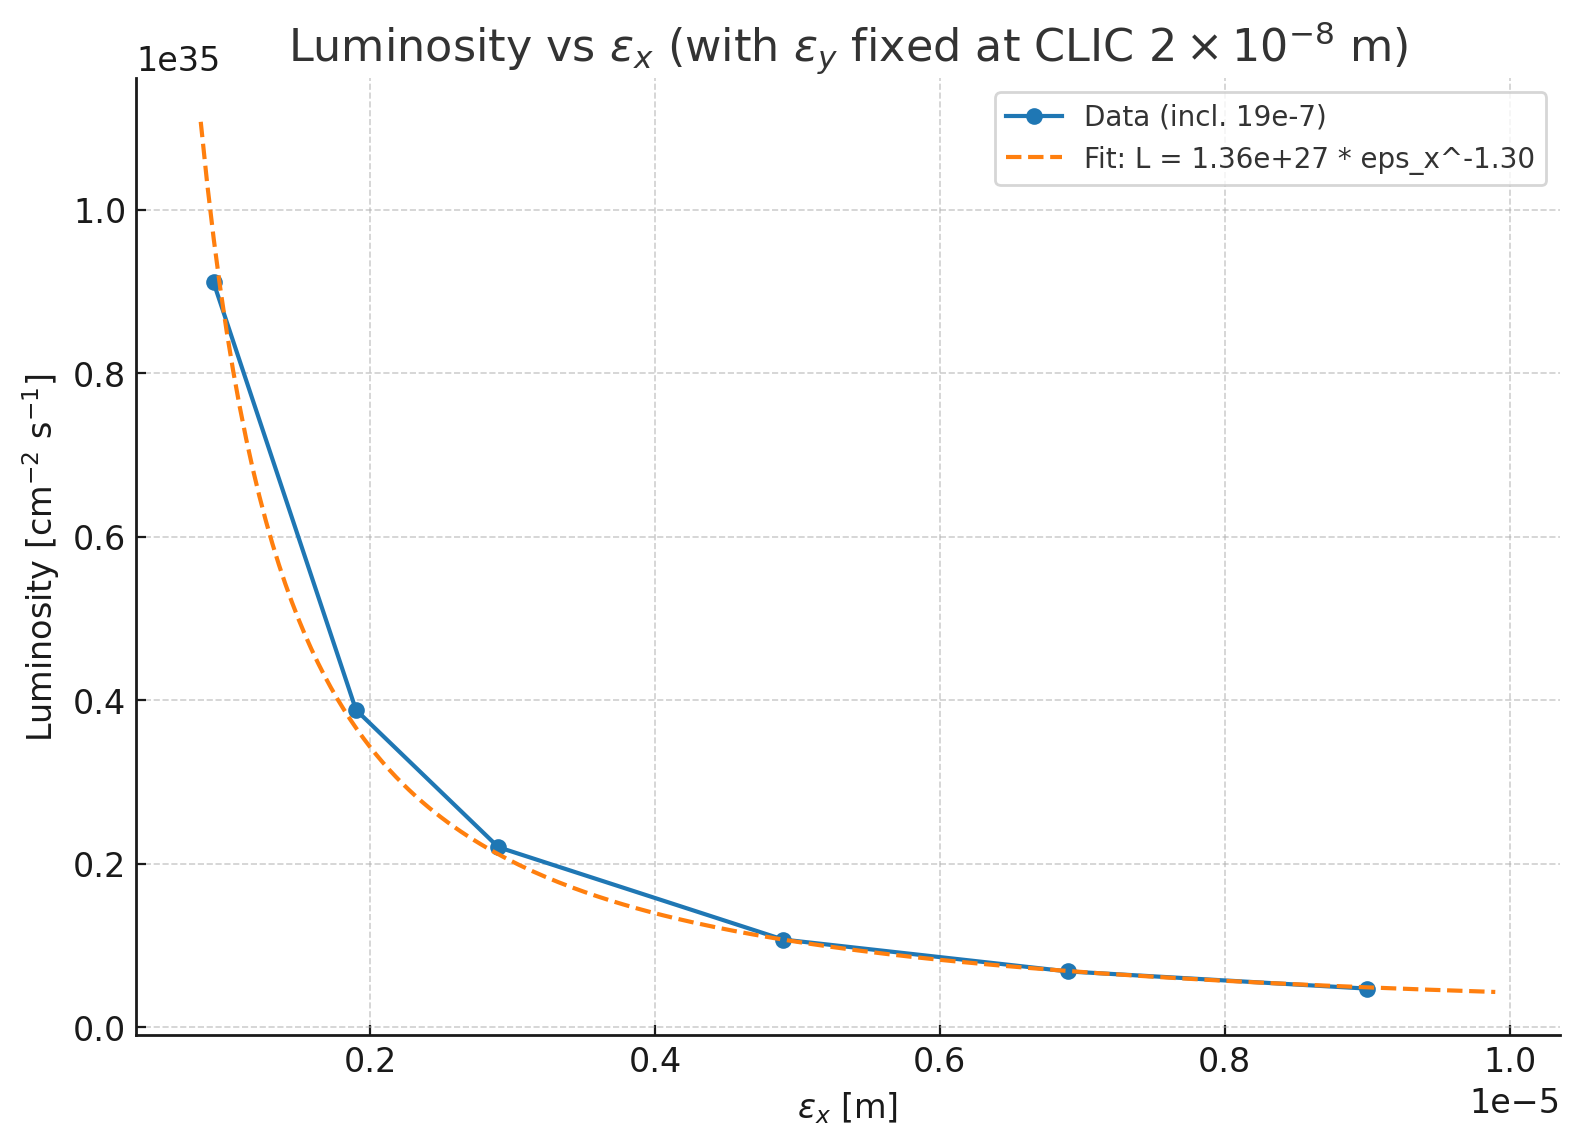 Luminosity vs εx (with εy fixed at CLIC 2 × 10⁻⁸ m)
1e35
Data (incl. 19e-7)
Fit: L = 1.36e+27 * eps_x^-1.30
1.0
0.8
0.6
0.4
0.2
0.0
Luminosity [cm⁻² s⁻¹]
0.2 0.4 0.6 0.8 1.0
1e−5
εx [m]